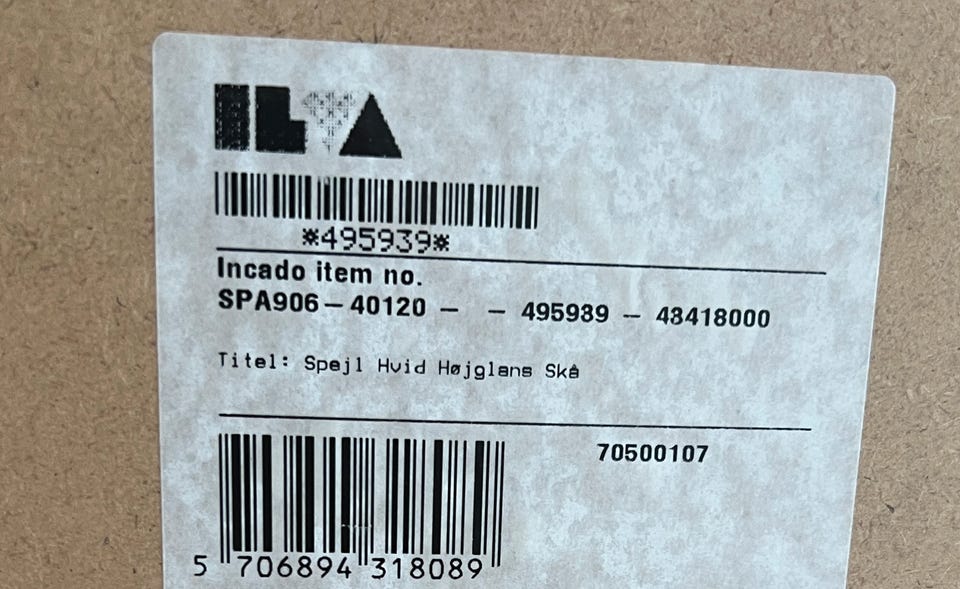 ILVA
*495939*
Incado item no.
SPA906-40120 - - 495939 - 48418000
Titel: Spejl Hvid Højglans Skå
70500107
5 706894 318089